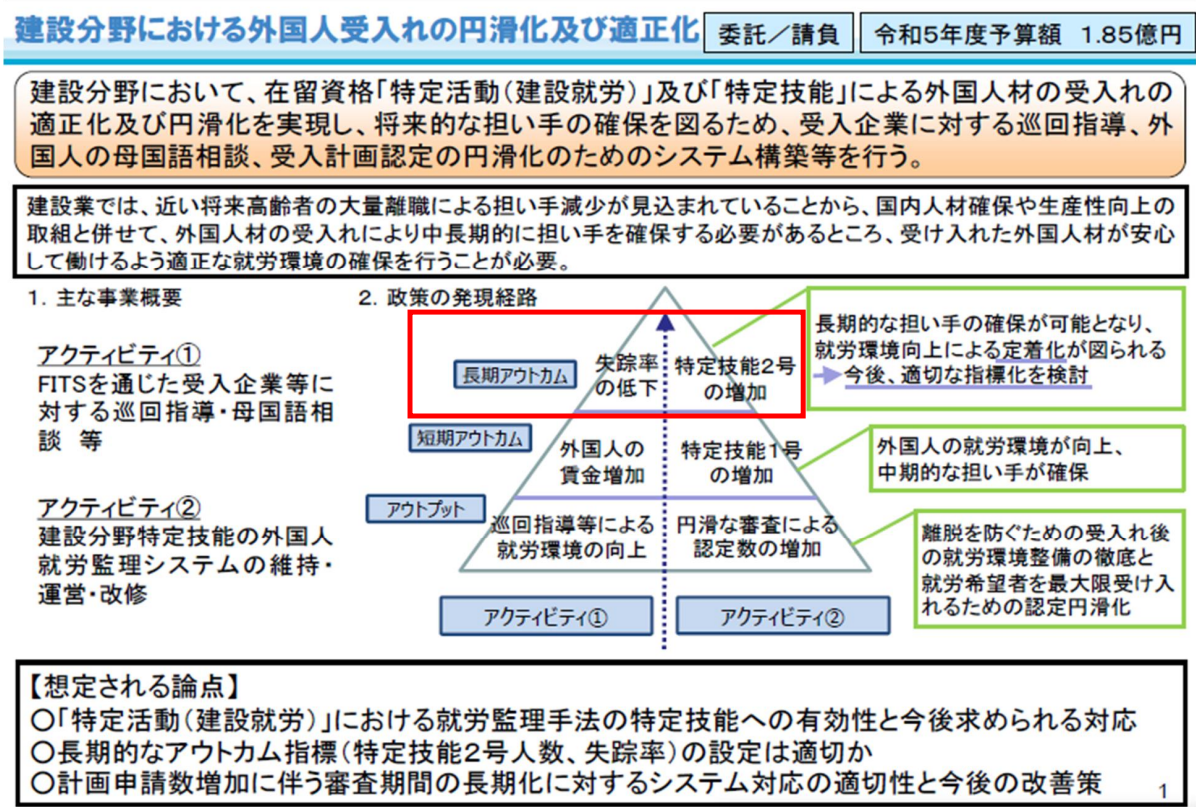 建設分野における外国人受入れの円滑化及び適正化
委託／請負
令和5年度予算額　1.85億円
建設分野において、在留資格「特定活動（建設就労）」及び「特定技能」による外国人材の受入れの
適正化及び円滑化を実現し、将来的な担い手の確保を図るため、受入企業に対する巡回指導、外
国人の母国語相談、受入計画認定の円滑化のためのシステム構築等を行う。
建設業では、近い将来高齢者の大量離職による担い手減少が見込まれていることから、国内人材確保や生産性向上の
取組と併せて、外国人材の受入れにより中長期的に担い手を確保する必要があるところ、受け入れた外国人材が安心
して働けるよう適正な就労環境の確保を行うことが必要。
1．主な事業概要
アクティビティ①
FITSを通じた受入企業等に
対する巡回指導・母国語相
談　等
アクティビティ②
建設分野特定技能の外国人
就労監理システムの維持・
運営・改修
2．政策の発現経路
長期アウトカム
失踪率
の低下
特定技能2号
の増加
長期的な担い手の確保が可能となり、
就労環境向上による定着化が図られる
今後、適切な指標化を検討
短期アウトカム
外国人の
賃金増加
特定技能1号
の増加
外国人の就労環境が向上、
中期的な担い手が確保
アウトプット
巡回指導等による
就労環境の向上
円滑な審査による
認定数の増加
離脱を防ぐための受入れ後
の就労環境整備の徹底と
就労希望者を最大限受け入
れるための認定円滑化
アクティビティ①
アクティビティ②
【想定される論点】
○「特定活動（建設就労）」における就労監理手法の特定技能への有効性と今後求められる対応
○長期的なアウトカム指標（特定技能2号人数、失踪率）の設定は適切か
○計画申請数増加に伴う審査期間の長期化に対するシステム対応の適切性と今後の改善策
1